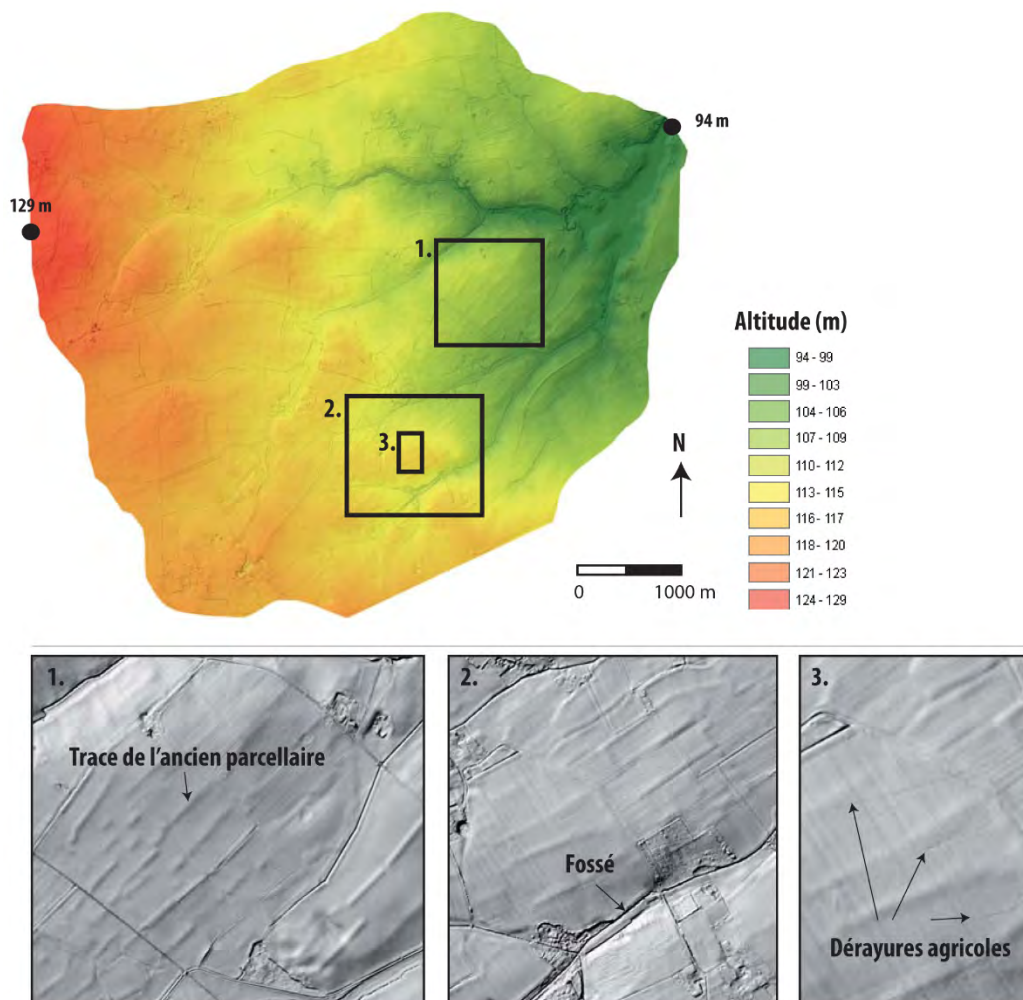 94 m
129 m
1.
2.
3.
N
0 1000 m
Altitude (m)
94 - 99
99 - 103
104 - 106
107 - 109
110 - 112
113 - 115
116 - 117
118 - 120
121 - 123
124 - 129
1.
Trace de l'ancien parcellaire
2.
Fossé
3.
Dérayures agricoles